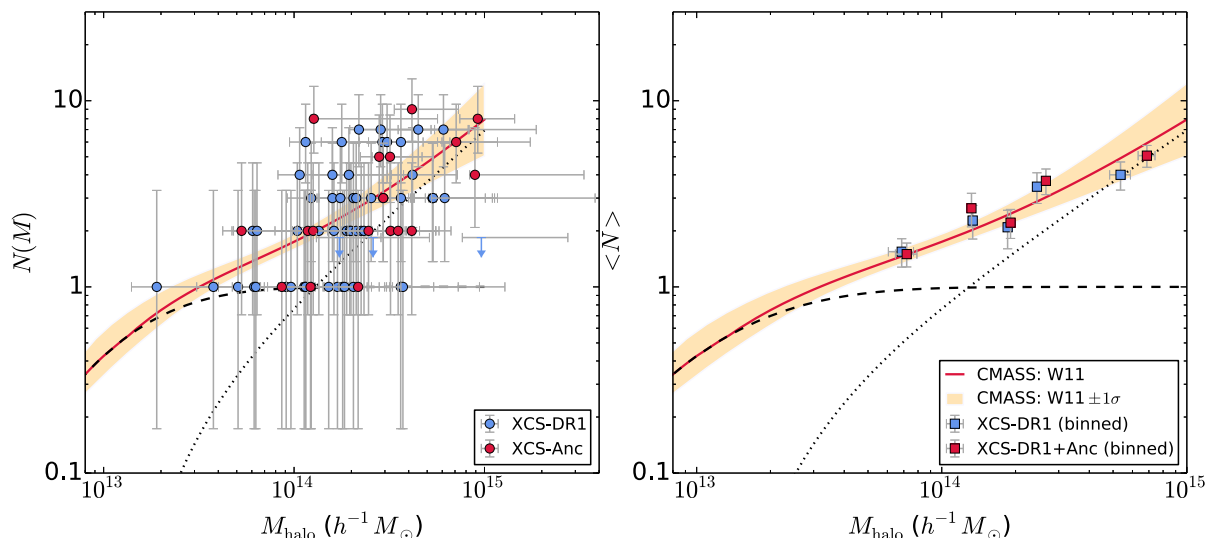 N(M)
10
1
0.1
10^13
10^14
10^15
M_halo (h^−1 M_⊙)
XCS-DR1
XCS-Anc
<N>
10
1
0.1
10^13
10^14
10^15
M_halo (h^−1 M_⊙)
CMASS: W11
CMASS: W11 ±1σ
XCS-DR1 (binned)
XCS-DR1+Anc (binned)